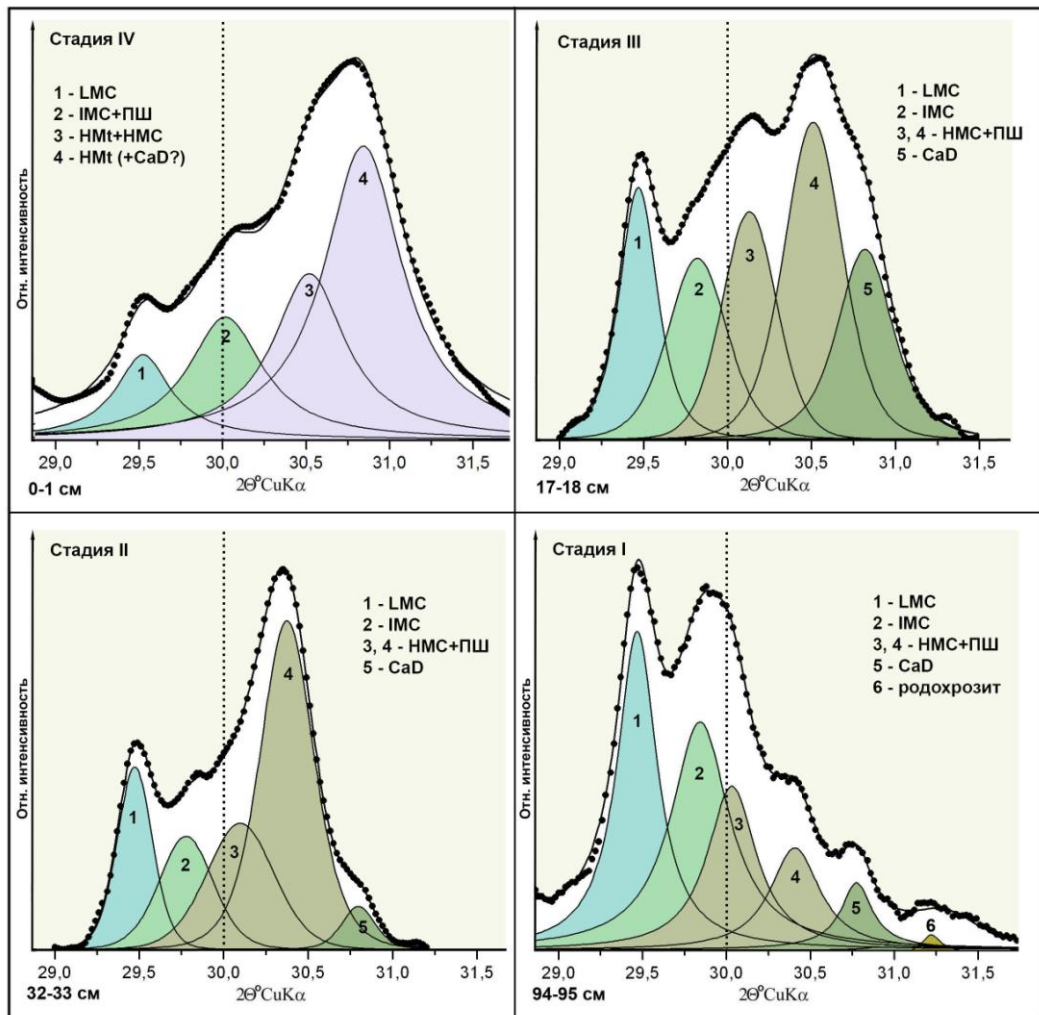 Стадия IV
1 - LMC
2 - IMC+ПШ
3 - HMt+HMC
4 - HMt (+CaD?)
1
2
3
4
Отн. интенсивность
29,0 29,5 30,0 30,5 31,0 31,5
2Θ°CuKα
0-1 см
Стадия III
1 - LMC
2 - IMC
3, 4 - HMC+ПШ
5 - CaD
1
2
3
4
5
Отн. интенсивность
29,0 29,5 30,0 30,5 31,0 31,5
2Θ°CuKα
17-18 см
Стадия II
1 - LMC
2 - IMC
3, 4 - HMC+ПШ
5 - CaD
1
2
3
4
5
Отн. интенсивность
29,0 29,5 30,0 30,5 31,0 31,5
2Θ°CuKα
32-33 см
Стадия I
1 - LMC
2 - IMC
3, 4 - HMC+ПШ
5 - CaD
6 - родохрозит
1
2
3
4
5
6
Отн. интенсивность
29,0 29,5 30,0 30,5 31,0 31,5
2Θ°CuKα
94-95 см